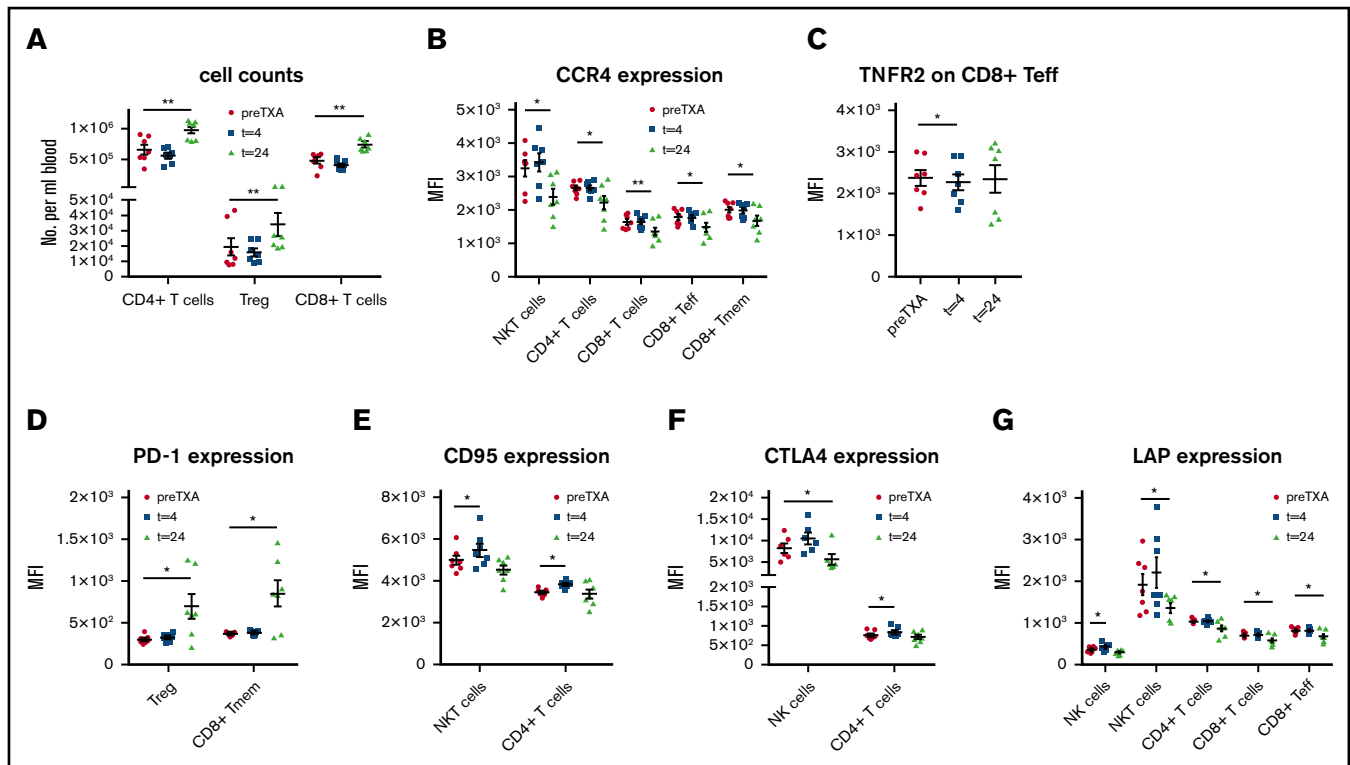 A
cell counts
No. per ml blood
1×10⁶
5×10⁵
5×10⁴
4×10⁴
3×10⁴
2×10⁴
1×10⁴
0
**
**
**
preTXA
t=4
t=24
CD4+ T cells
Treg
CD8+ T cells
B
CCR4 expression
MFI
5×10³
4×10³
3×10³
2×10³
1×10³
0
*
*
**
*
*
preTXA
t=4
t=24
NKT cells
CD4+ T cells
CD8+ T cells
CD8+ Teff
CD8+ Tmem
C
TNFR2 on CD8+ Teff
MFI
4×10³
3×10³
2×10³
1×10³
0
*
preTXA
t=4
t=24
D
PD-1 expression
MFI
2×10³
1.5×10³
1×10³
5×10²
0
*
*
preTXA
t=4
t=24
Treg
CD8+ Tmem
E
CD95 expression
MFI
8×10³
6×10³
4×10³
2×10³
0
*
*
preTXA
t=4
t=24
NKT cells
CD4+ T cells
F
CTLA4 expression
MFI
2×10⁴
1.5×10⁴
1×10⁴
5×10³
2×10³
1.5×10³
1×10³
5×10²
0
*
*
preTXA
t=4
t=24
NK cells
CD4+ T cells
G
LAP expression
MFI
4×10³
3×10³
2×10³
1×10³
0
*
*
*
*
*
preTXA
t=4
t=24
NK cells
NKT cells
CD4+ T cells
CD8+ T cells
CD8+ Teff